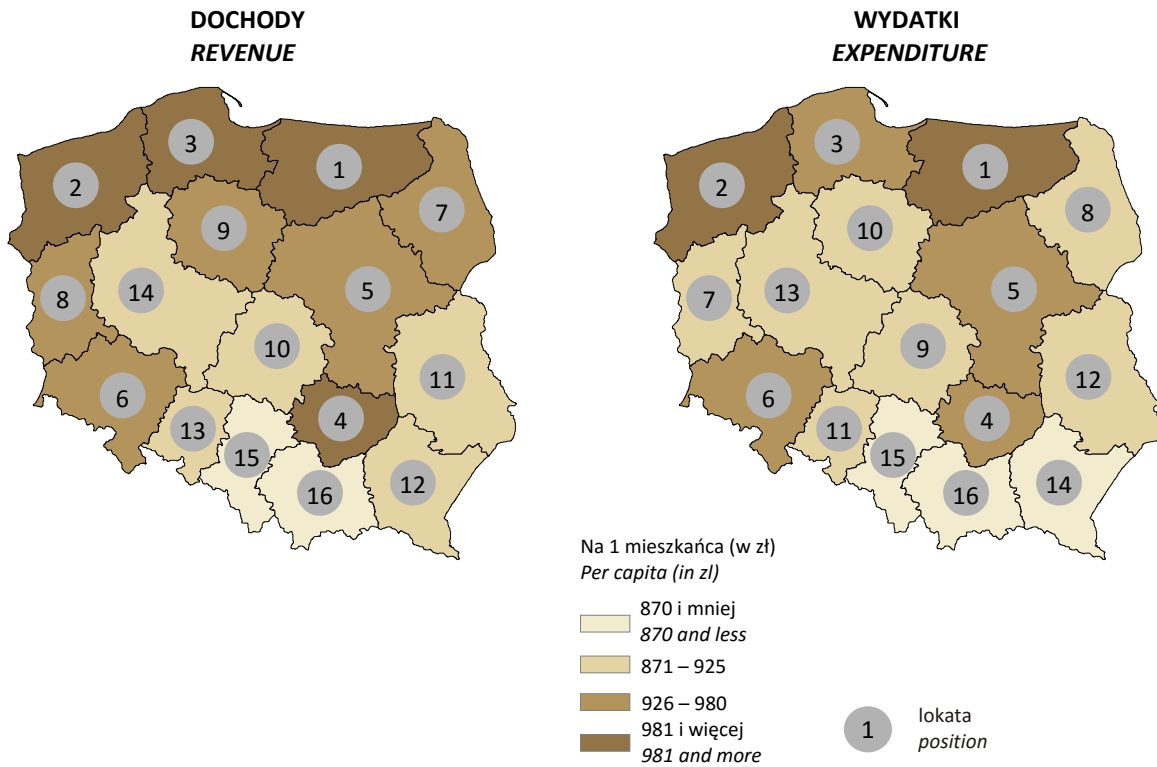 DOCHODY
REVENUE
WYDATKI
EXPENDITURE
3
1
2
7
9
8
14
5
10
11
6
4
13
15
12
16
3
1
2
8
10
7
13
5
9
12
6
4
11
15
14
16
Na 1 mieszkańca (w zł)
Per capita (in zl)
870 i mniej
870 and less
871 – 925
926 – 980
981 i więcej
981 and more
1
lokata
position